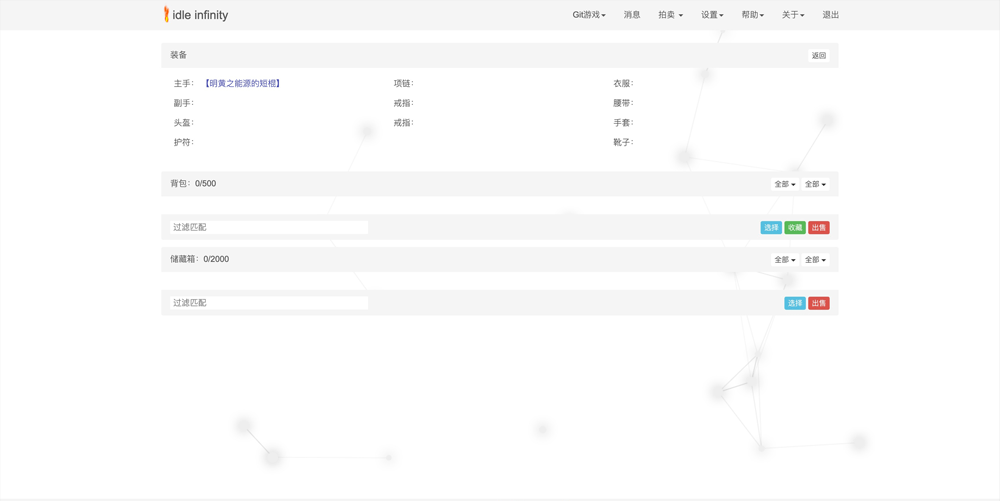 idle infinity Git游戏 消息 拍卖 设置 帮助 关于 退出
装备 返回
主手： 【明黄之能源的短棍】 项链： 衣服：
副手： 戒指： 腰带：
头盔： 戒指： 手套：
护符： 靴子：
背包：0/500 全部 全部
过滤匹配 选择 收藏 出售
储藏箱：0/2000 全部 全部
过滤匹配 选择 出售